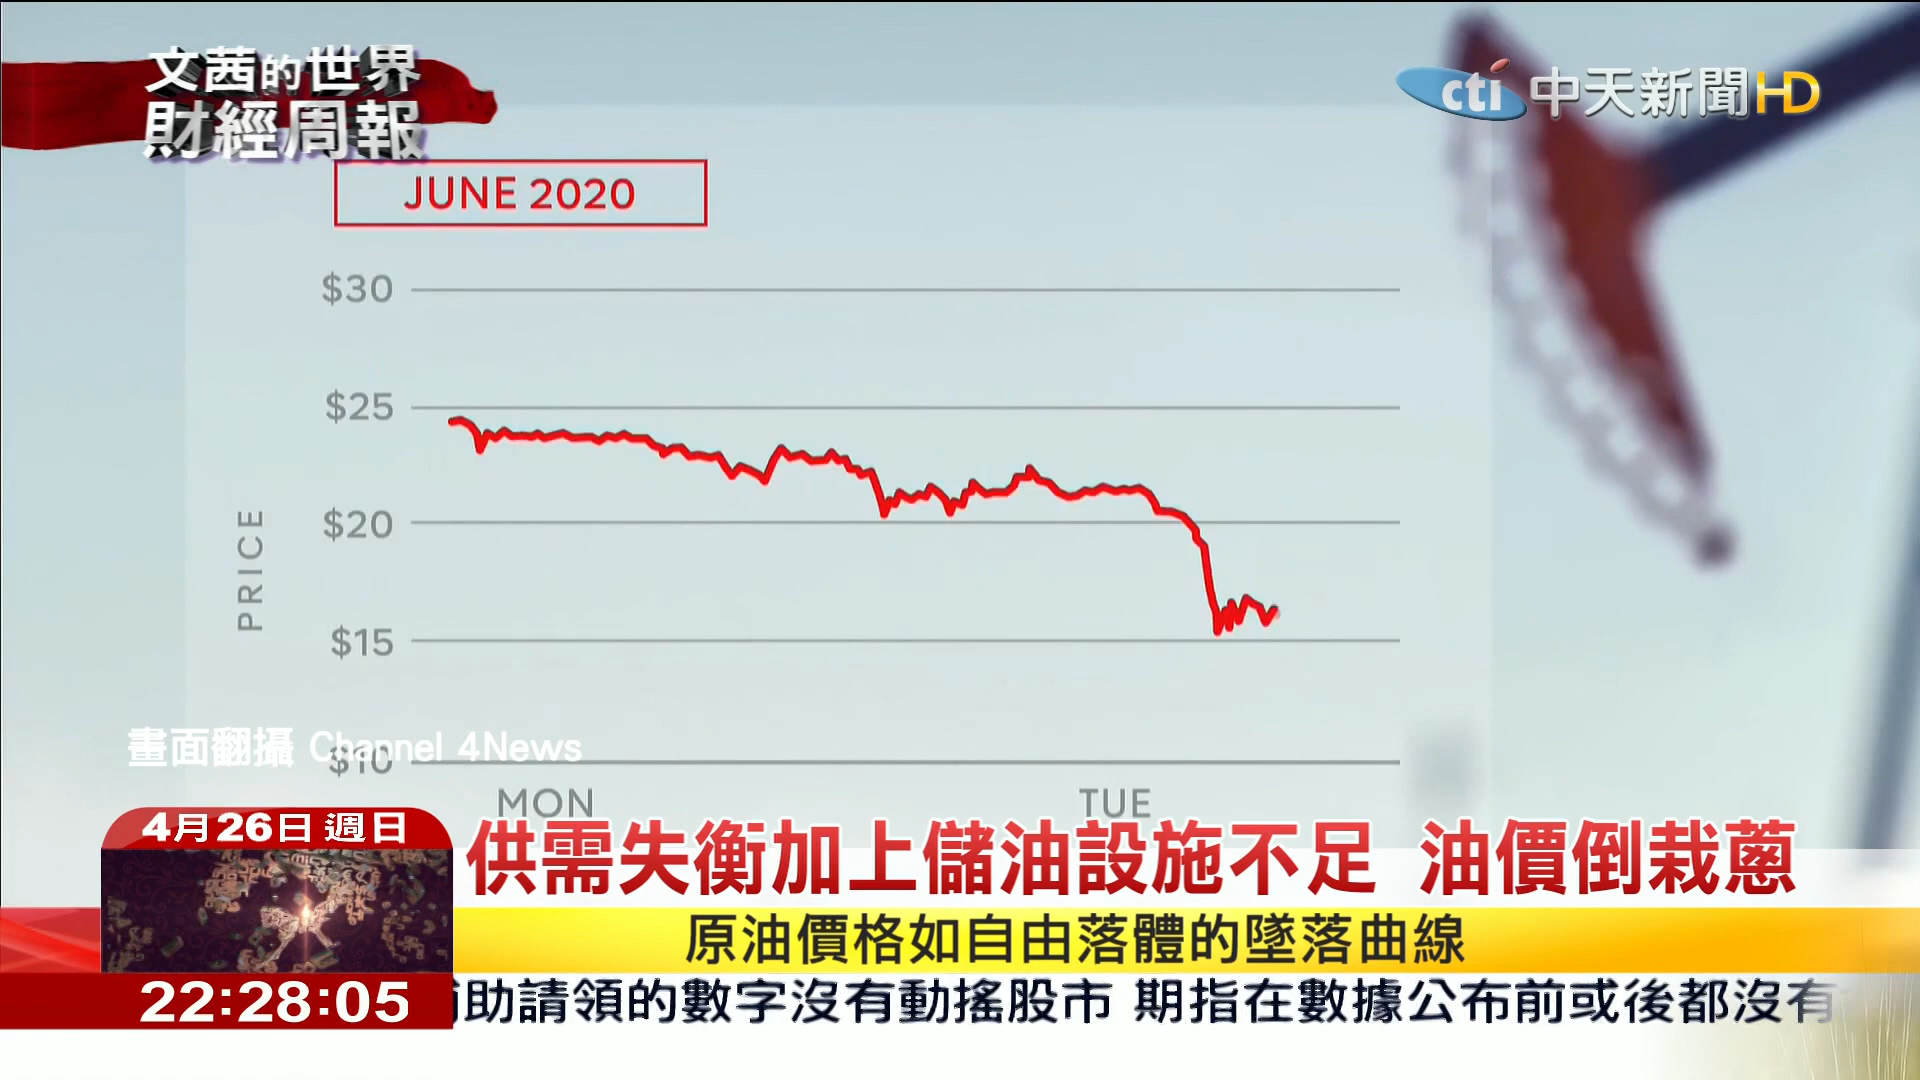 文茜的世界
財經周報
cti 中天新聞HD
JUNE 2020
$30
$25
$20
$15
$10
PRICE
畫面翻攝 Channel 4News
MON
TUE
4月26日 週日
供需失衡加上儲油設施不足 油價倒栽蔥
原油價格如自由落體的墜落曲線
22:28:05
助請領的數字沒有動搖股市 期指在數據公布前或後都沒有